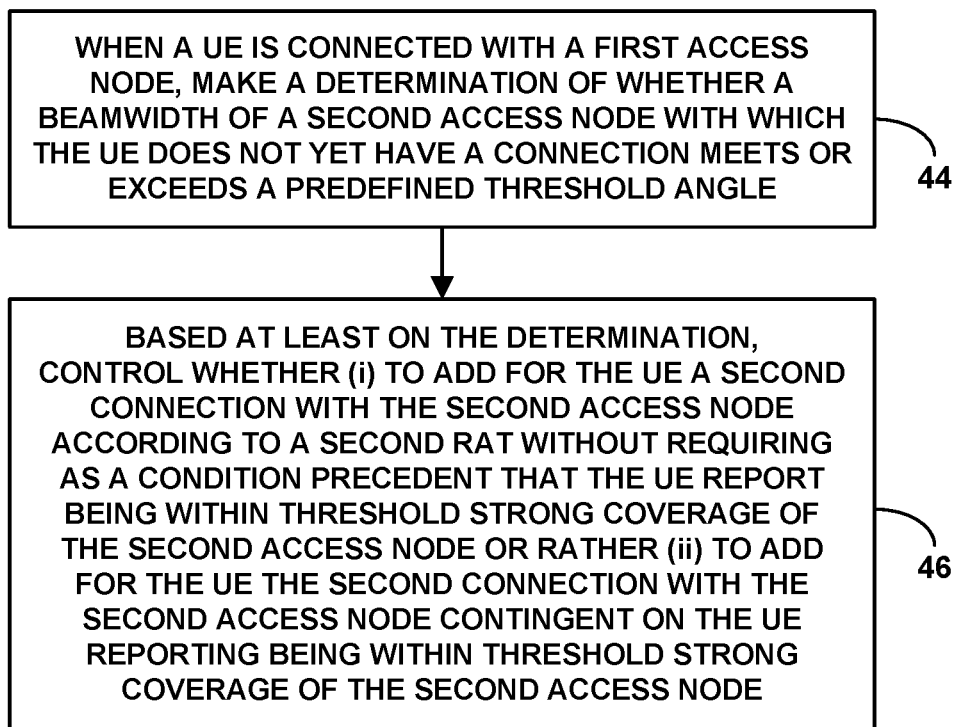 WHEN A UE IS CONNECTED WITH A FIRST ACCESS
NODE, MAKE A DETERMINATION OF WHETHER A
BEAMWIDTH OF A SECOND ACCESS NODE WITH WHICH
THE UE DOES NOT YET HAVE A CONNECTION MEETS OR
EXCEEDS A PREDEFINED THRESHOLD ANGLE
44
BASED AT LEAST ON THE DETERMINATION,
CONTROL WHETHER (i) TO ADD FOR THE UE A SECOND
CONNECTION WITH THE SECOND ACCESS NODE
ACCORDING TO A SECOND RAT WITHOUT REQUIRING
AS A CONDITION PRECEDENT THAT THE UE REPORT
BEING WITHIN THRESHOLD STRONG COVERAGE OF
THE SECOND ACCESS NODE OR RATHER (ii) TO ADD
FOR THE UE THE SECOND CONNECTION WITH THE
SECOND ACCESS NODE CONTINGENT ON THE UE
REPORTING BEING WITHIN THRESHOLD STRONG
COVERAGE OF THE SECOND ACCESS NODE
46